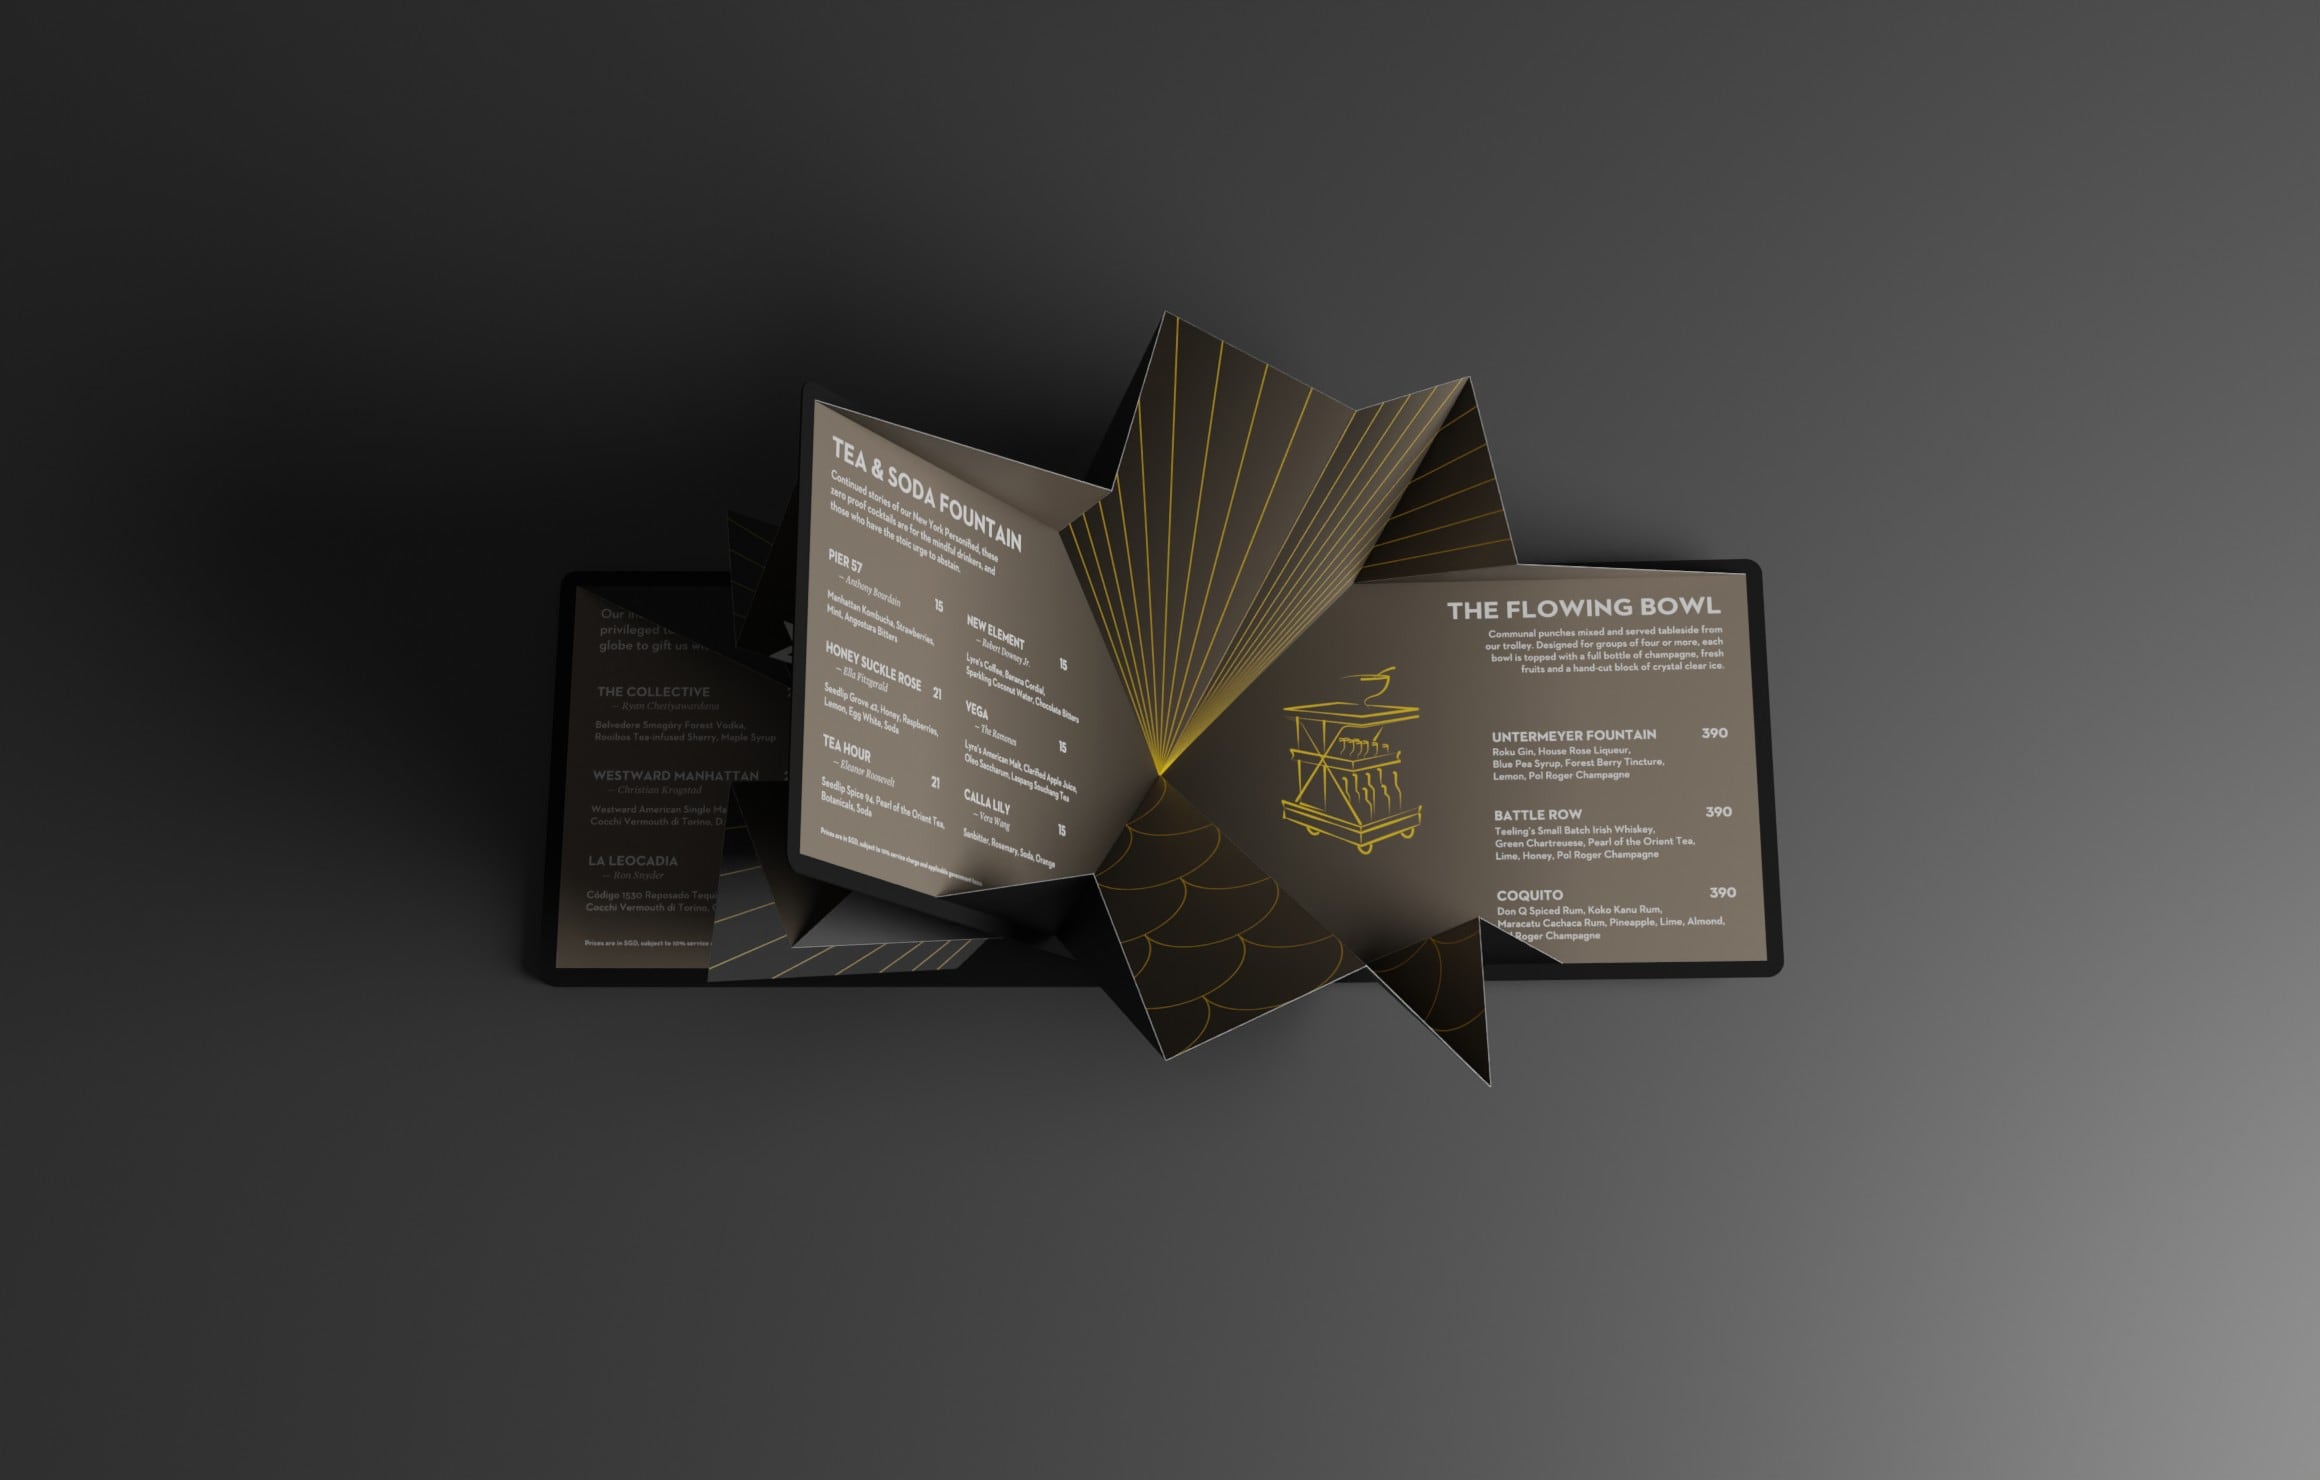 TEA & SODA FOUNTAIN
Continued stories of our New York Personified, these
zero proof cocktails are for the mindful drinkers, and
those who have the stoic urge to abstain.
PIER 57
— Anthony Bourdain
15
Manhattan Kombucha, Strawberries,
Mint, Angostura Bitters
HONEY SUCKLE ROSE 21
— Ella Fitzgerald
Seedlip Grove 42, Honey, Raspberries,
Lemon, Egg White, Soda
TEA HOUR
— Eleanor Roosevelt
21
Seedlip Spice 94, Pearl of the Orient Tea,
Botanicals, Soda
Prices are in SGD, subject to 10% service charge and applicable government taxes
NEW ELEMENT
— Robert Downey Jr.
15
Lyre's Coffee, Banana Cordial,
Sparkling Coconut Water, Chocolate Bitters
VEGA
— The Ramones
15
Lyre's American Malt, Clarified Apple Juice,
Oleo Saccharum, Lapsang Souchong Tea
CALLA LILY
— Vera Wang
15
Sanbitter, Rosemary, Soda, Orange
THE FLOWING BOWL
Communal punches mixed and served tableside from
our trolley. Designed for groups of four or more, each
bowl is topped with a full bottle of champagne, fresh
fruits and a hand-cut block of crystal clear ice.
UNTERMEYER FOUNTAIN 390
Roku Gin, House Rose Liqueur,
Blue Pea Syrup, Forest Berry Tincture,
Lemon, Pol Roger Champagne
BATTLE ROW 390
Teeling's Small Batch Irish Whiskey,
Green Chartreuese, Pearl of the Orient Tea,
Lime, Honey, Pol Roger Champagne
COQUITO 390
Don Q Spiced Rum, Koko Kanu Rum,
Maracatu Cachaca Rum, Pineapple, Lime, Almond,
Roger Champagne
Our
privileged
globe to gift us
THE COLLECTIVE
— Ryan Chetiyawardana
Belvedere Smogóry Forest Vodka,
Rooibos Tea-infused Sherry, Maple Syrup
WESTWARD MANHATTAN
— Christian Krogstad
Westward American Single
Cocchi Vermouth di Torino,
LA LEOCADIA
— Ron Snyder
Código 1530 Reposado
Cocchi Vermouth di Torino,
Prices are in SGD, subject to 10% service